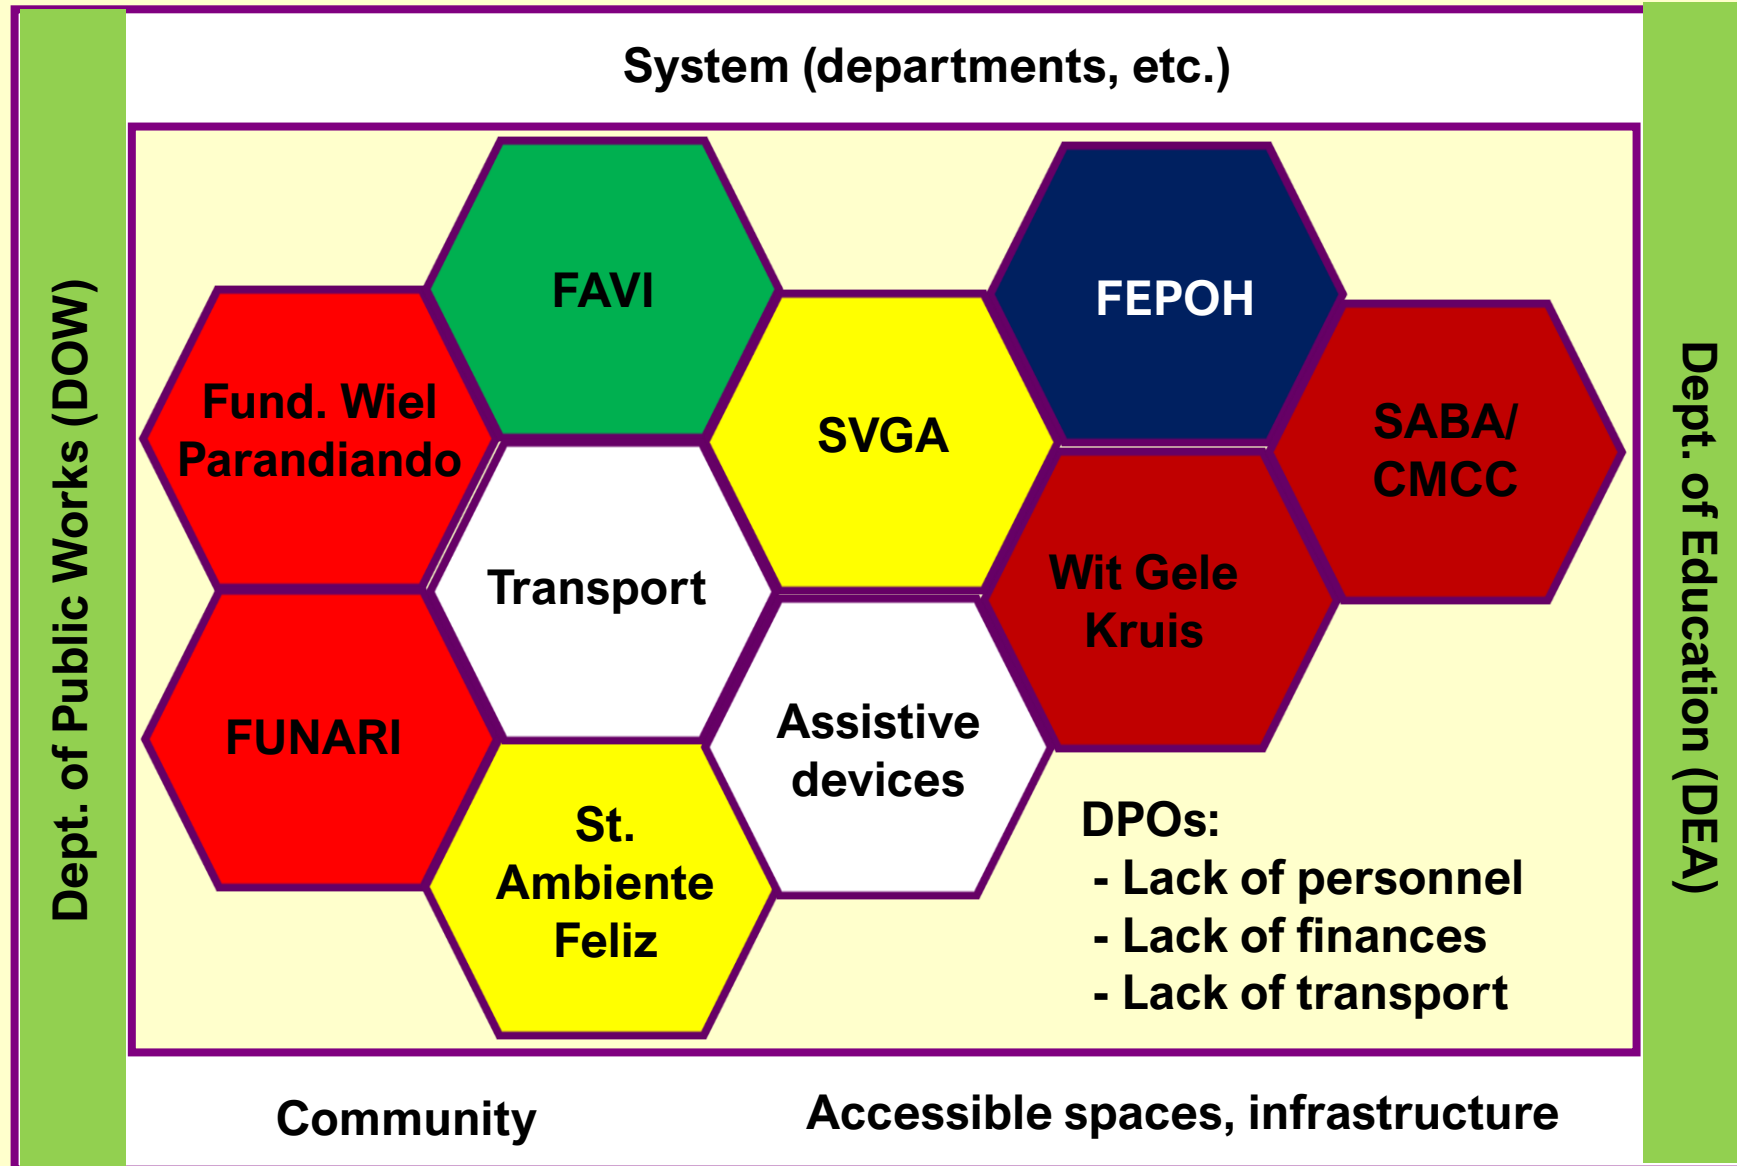 System (departments, etc.)
Dept. of Public Works (DOW)
FAVI
FEPOH
Fund. Wiel
Parandiando
SVGA
SABA/
CMCC
Transport
Wit Gele
Kruis
FUNARI
Assistive
devices
St.
Ambiente
Feliz
DPOs:
- Lack of personnel
- Lack of finances
- Lack of transport
Dept. of Education (DEA)
Community
Accessible spaces, infrastructure